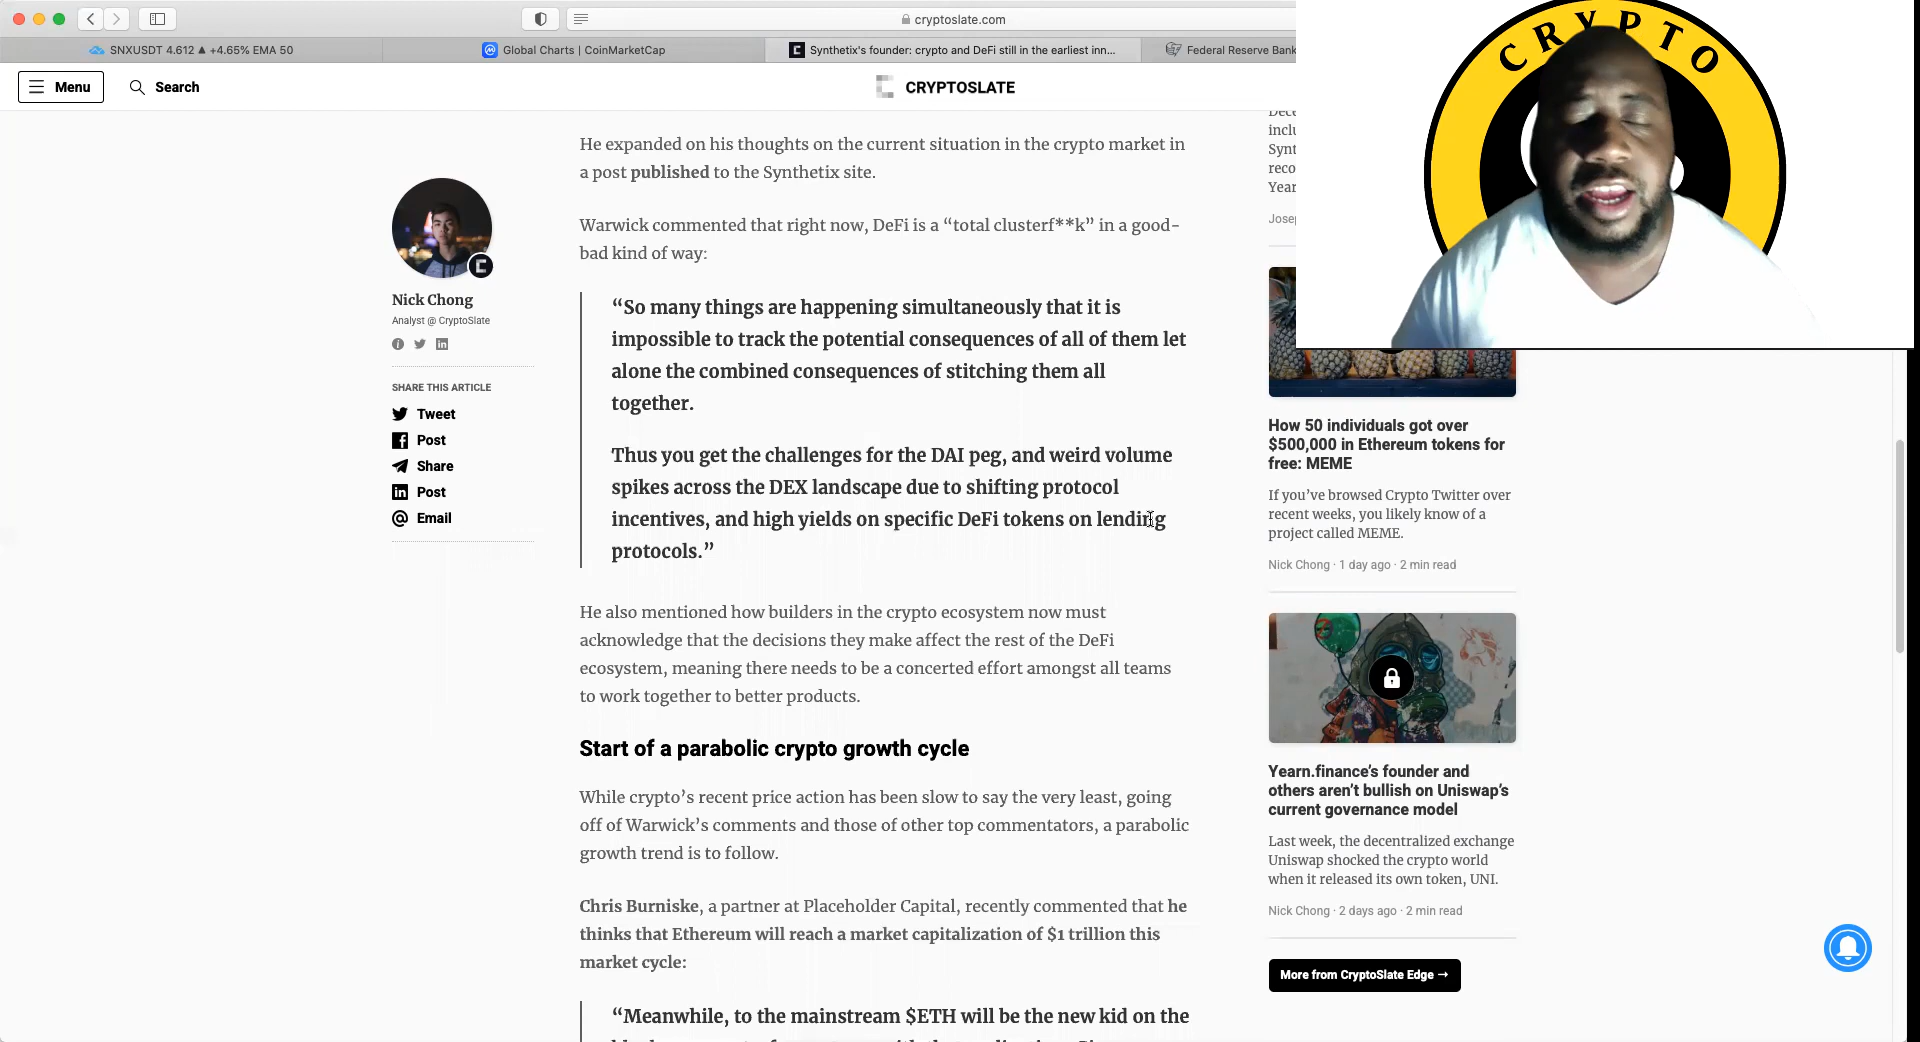 cryptoslate.com
SNXUSDT 4.612 ▲ +4.65% EMA 50
Global Charts | CoinMarketCap
Synthetix's founder: crypto and DeFi still in the earliest inn...
Federal Reserve Bank
CRYPTO
Menu
Search
CRYPTOSLATE
He expanded on his thoughts on the current situation in the crypto market in
a post published to the Synthetix site.
Warwick commented that right now, DeFi is a “total clusterf**k” in a good-
bad kind of way:
“So many things are happening simultaneously that it is
impossible to track the potential consequences of all of them let
alone the combined consequences of stitching them all
together.
Thus you get the challenges for the DAI peg, and weird volume
spikes across the DEX landscape due to shifting protocol
incentives, and high yields on specific DeFi tokens on lending
protocols.”
He also mentioned how builders in the crypto ecosystem now must
acknowledge that the decisions they make affect the rest of the DeFi
ecosystem, meaning there needs to be a concerted effort amongst all teams
to work together to better products.
Start of a parabolic crypto growth cycle
While crypto’s recent price action has been slow to say the very least, going
off of Warwick’s comments and those of other top commentators, a parabolic
growth trend is to follow.
Chris Burniske, a partner at Placeholder Capital, recently commented that he
thinks that Ethereum will reach a market capitalization of $1 trillion this
market cycle:
“Meanwhile, to the mainstream $ETH will be the new kid on the
Nick Chong
Analyst @ CryptoSlate
SHARE THIS ARTICLE
Tweet
Post
Share
Post
Email
How 50 individuals got over
$500,000 in Ethereum tokens for
free: MEME
If you’ve browsed Crypto Twitter over
recent weeks, you likely know of a
project called MEME.
Nick Chong · 1 day ago · 2 min read
Yearn.finance’s founder and
others aren’t bullish on Uniswap’s
current governance model
Last week, the decentralized exchange
Uniswap shocked the crypto world
when it released its own token, UNI.
Nick Chong · 2 days ago · 2 min read
More from CryptoSlate Edge →